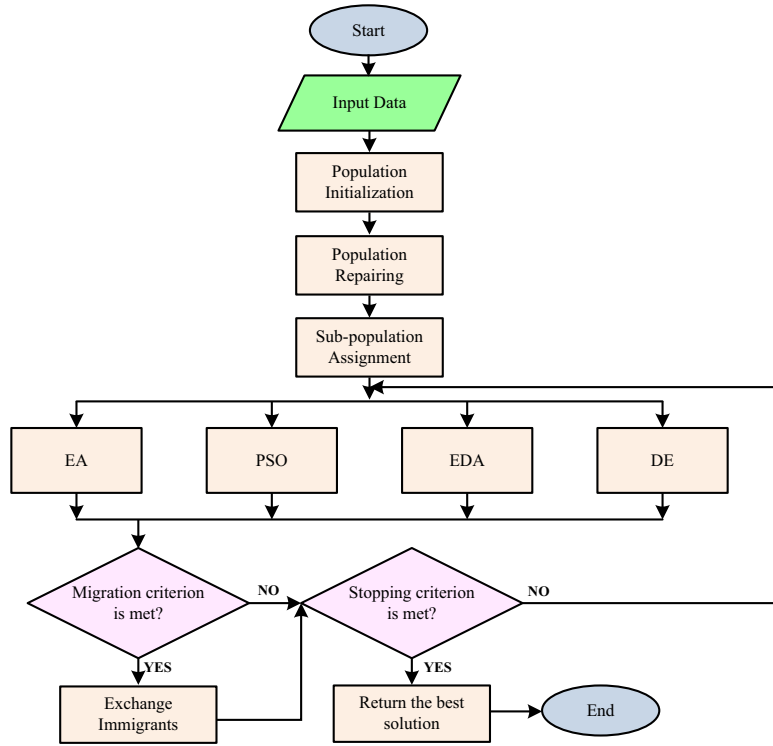 Start
Input Data
Population
Initialization
Population
Repairing
Sub-population
Assignment
EA
PSO
EDA
DE
Migration criterion
is met?
NO
Stopping criterion
is met?
NO
YES
YES
Exchange
Immigrants
Return the best
solution
End